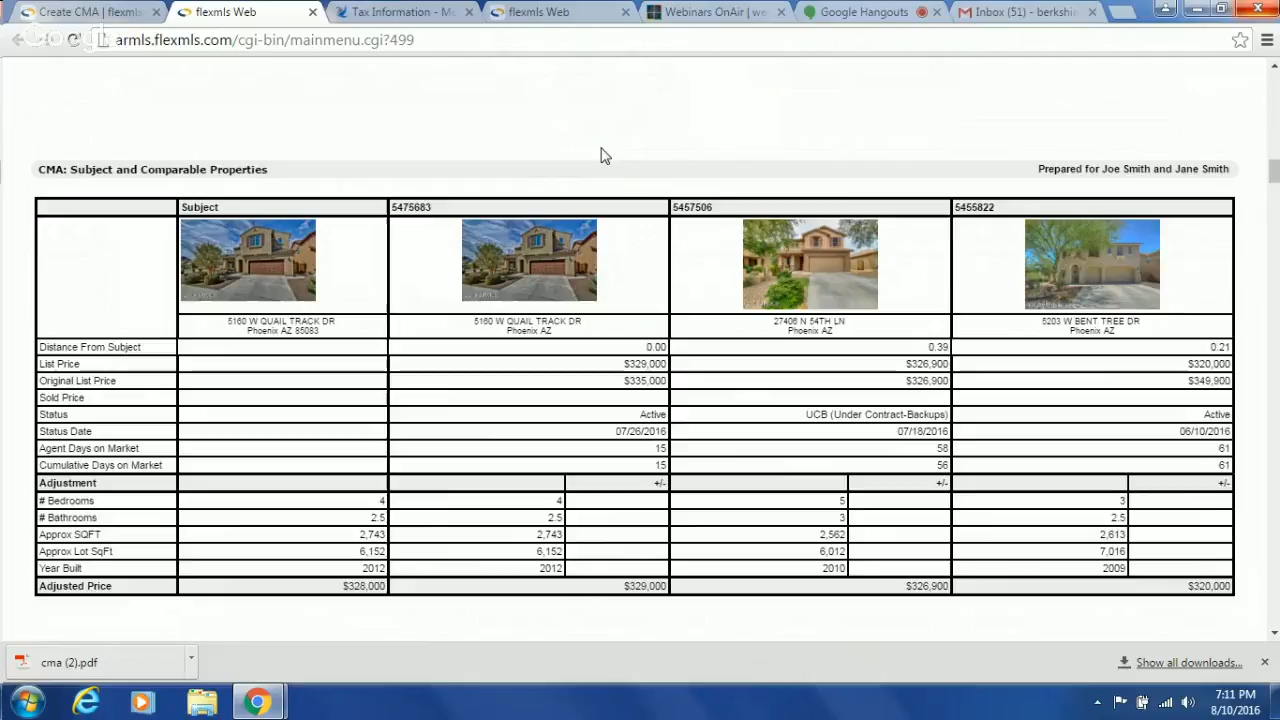 Create CMA | flexmls
flexmls Web
Tax Information - M
flexmls Web
Webinars OnAir | we
Google Hangouts
Inbox (51) - berkshir
armls.flexmls.com/cgi-bin/mainmenu.cgi?499
CMA: Subject and Comparable Properties
Prepared for Joe Smith and Jane Smith
Subject 5475683 5457506 5455822
5160 W QUAIL TRACK DR 5160 W QUAIL TRACK DR 27406 N 54TH LN 5203 W BENT TREE DR
Phoenix AZ 85083 Phoenix AZ Phoenix AZ Phoenix AZ
Distance From Subject 0.00 0.39 0.21
List Price $329,000 $326,900 $320,000
Original List Price $335,000 $326,900 $349,900
Sold Price
Status Active UCB (Under Contract-Backups) Active
Status Date 07/26/2016 07/18/2016 06/10/2016
Agent Days on Market 15 58 61
Cumulative Days on Market 15 56 61
Adjustment +/- +/- +/-
# Bedrooms 4 4 5 3
# Bathrooms 2.5 2.5 3 2.5
Approx SQFT 2,743 2,743 2,562 2,613
Approx Lot SqFt 6,152 6,152 6,012 7,016
Year Built 2012 2012 2010 2009
Adjusted Price $328,000 $329,000 $326,900 $320,000
cma (2).pdf
Show all downloads...
7:11 PM
8/10/2016